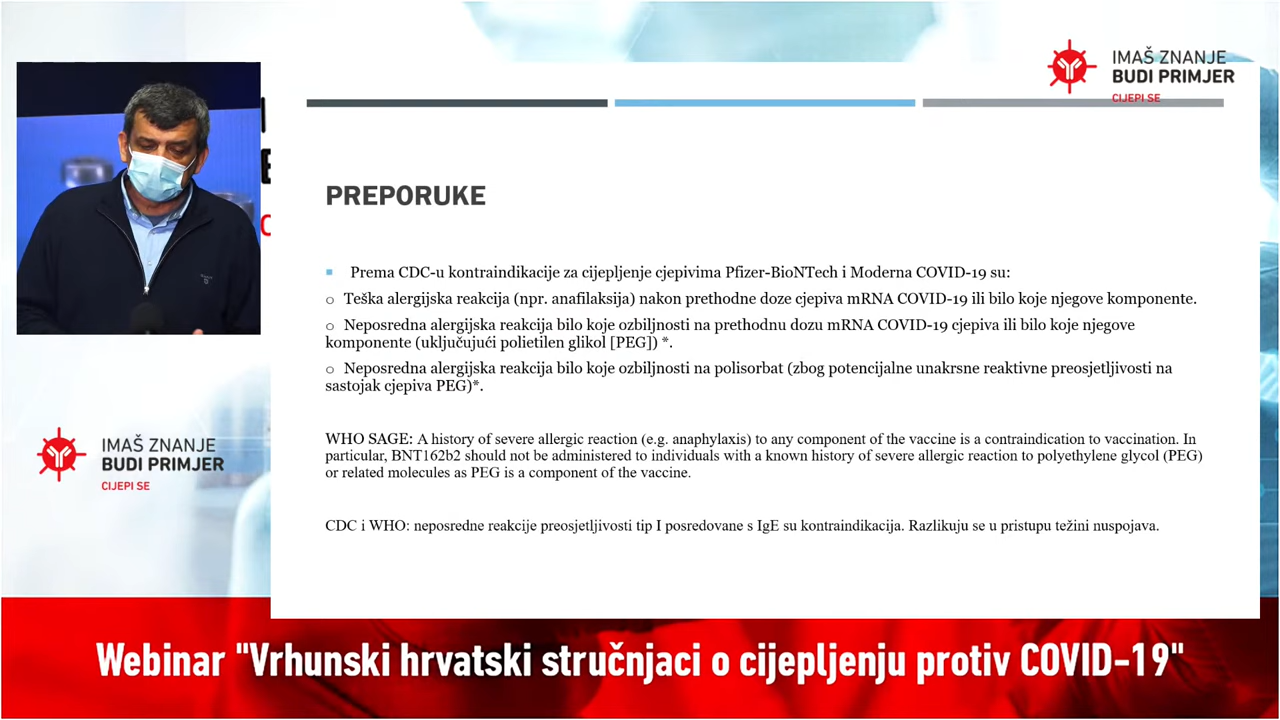 IMAŠ ZNANJE
BUDI PRIMJER
CIJEPI SE
PREPORUKE
▪ Prema CDC-u kontraindikacije za cijepljenje cjepivima Pfizer-BioNTech i Moderna COVID-19 su:
o Teška alergijska reakcija (npr. anafilaksija) nakon prethodne doze cjepiva mRNA COVID-19 ili bilo koje njegove komponente.
o Neposredna alergijska reakcija bilo koje ozbiljnosti na prethodnu dozu mRNA COVID-19 cjepiva ili bilo koje njegove
komponente (uključujući polietilen glikol [PEG]) *.
o Neposredna alergijska reakcija bilo koje ozbiljnosti na polisorbat (zbog potencijalne unakrsne reaktivne preosjetljivosti na
sastojak cjepiva PEG)*.
WHO SAGE: A history of severe allergic reaction (e.g. anaphylaxis) to any component of the vaccine is a contraindication to vaccination. In
particular, BNT162b2 should not be administered to individuals with a known history of severe allergic reaction to polyethylene glycol (PEG)
or related molecules as PEG is a component of the vaccine.
CDC i WHO: neposredne reakcije preosjetljivosti tip I posredovane s IgE su kontraindikacija. Razlikuju se u pristupu težini nuspojava.
IMAŠ ZNANJE
BUDI PRIMJER
CIJEPI SE
Webinar "Vrhunski hrvatski stručnjaci o cijepljenju protiv COVID-19"